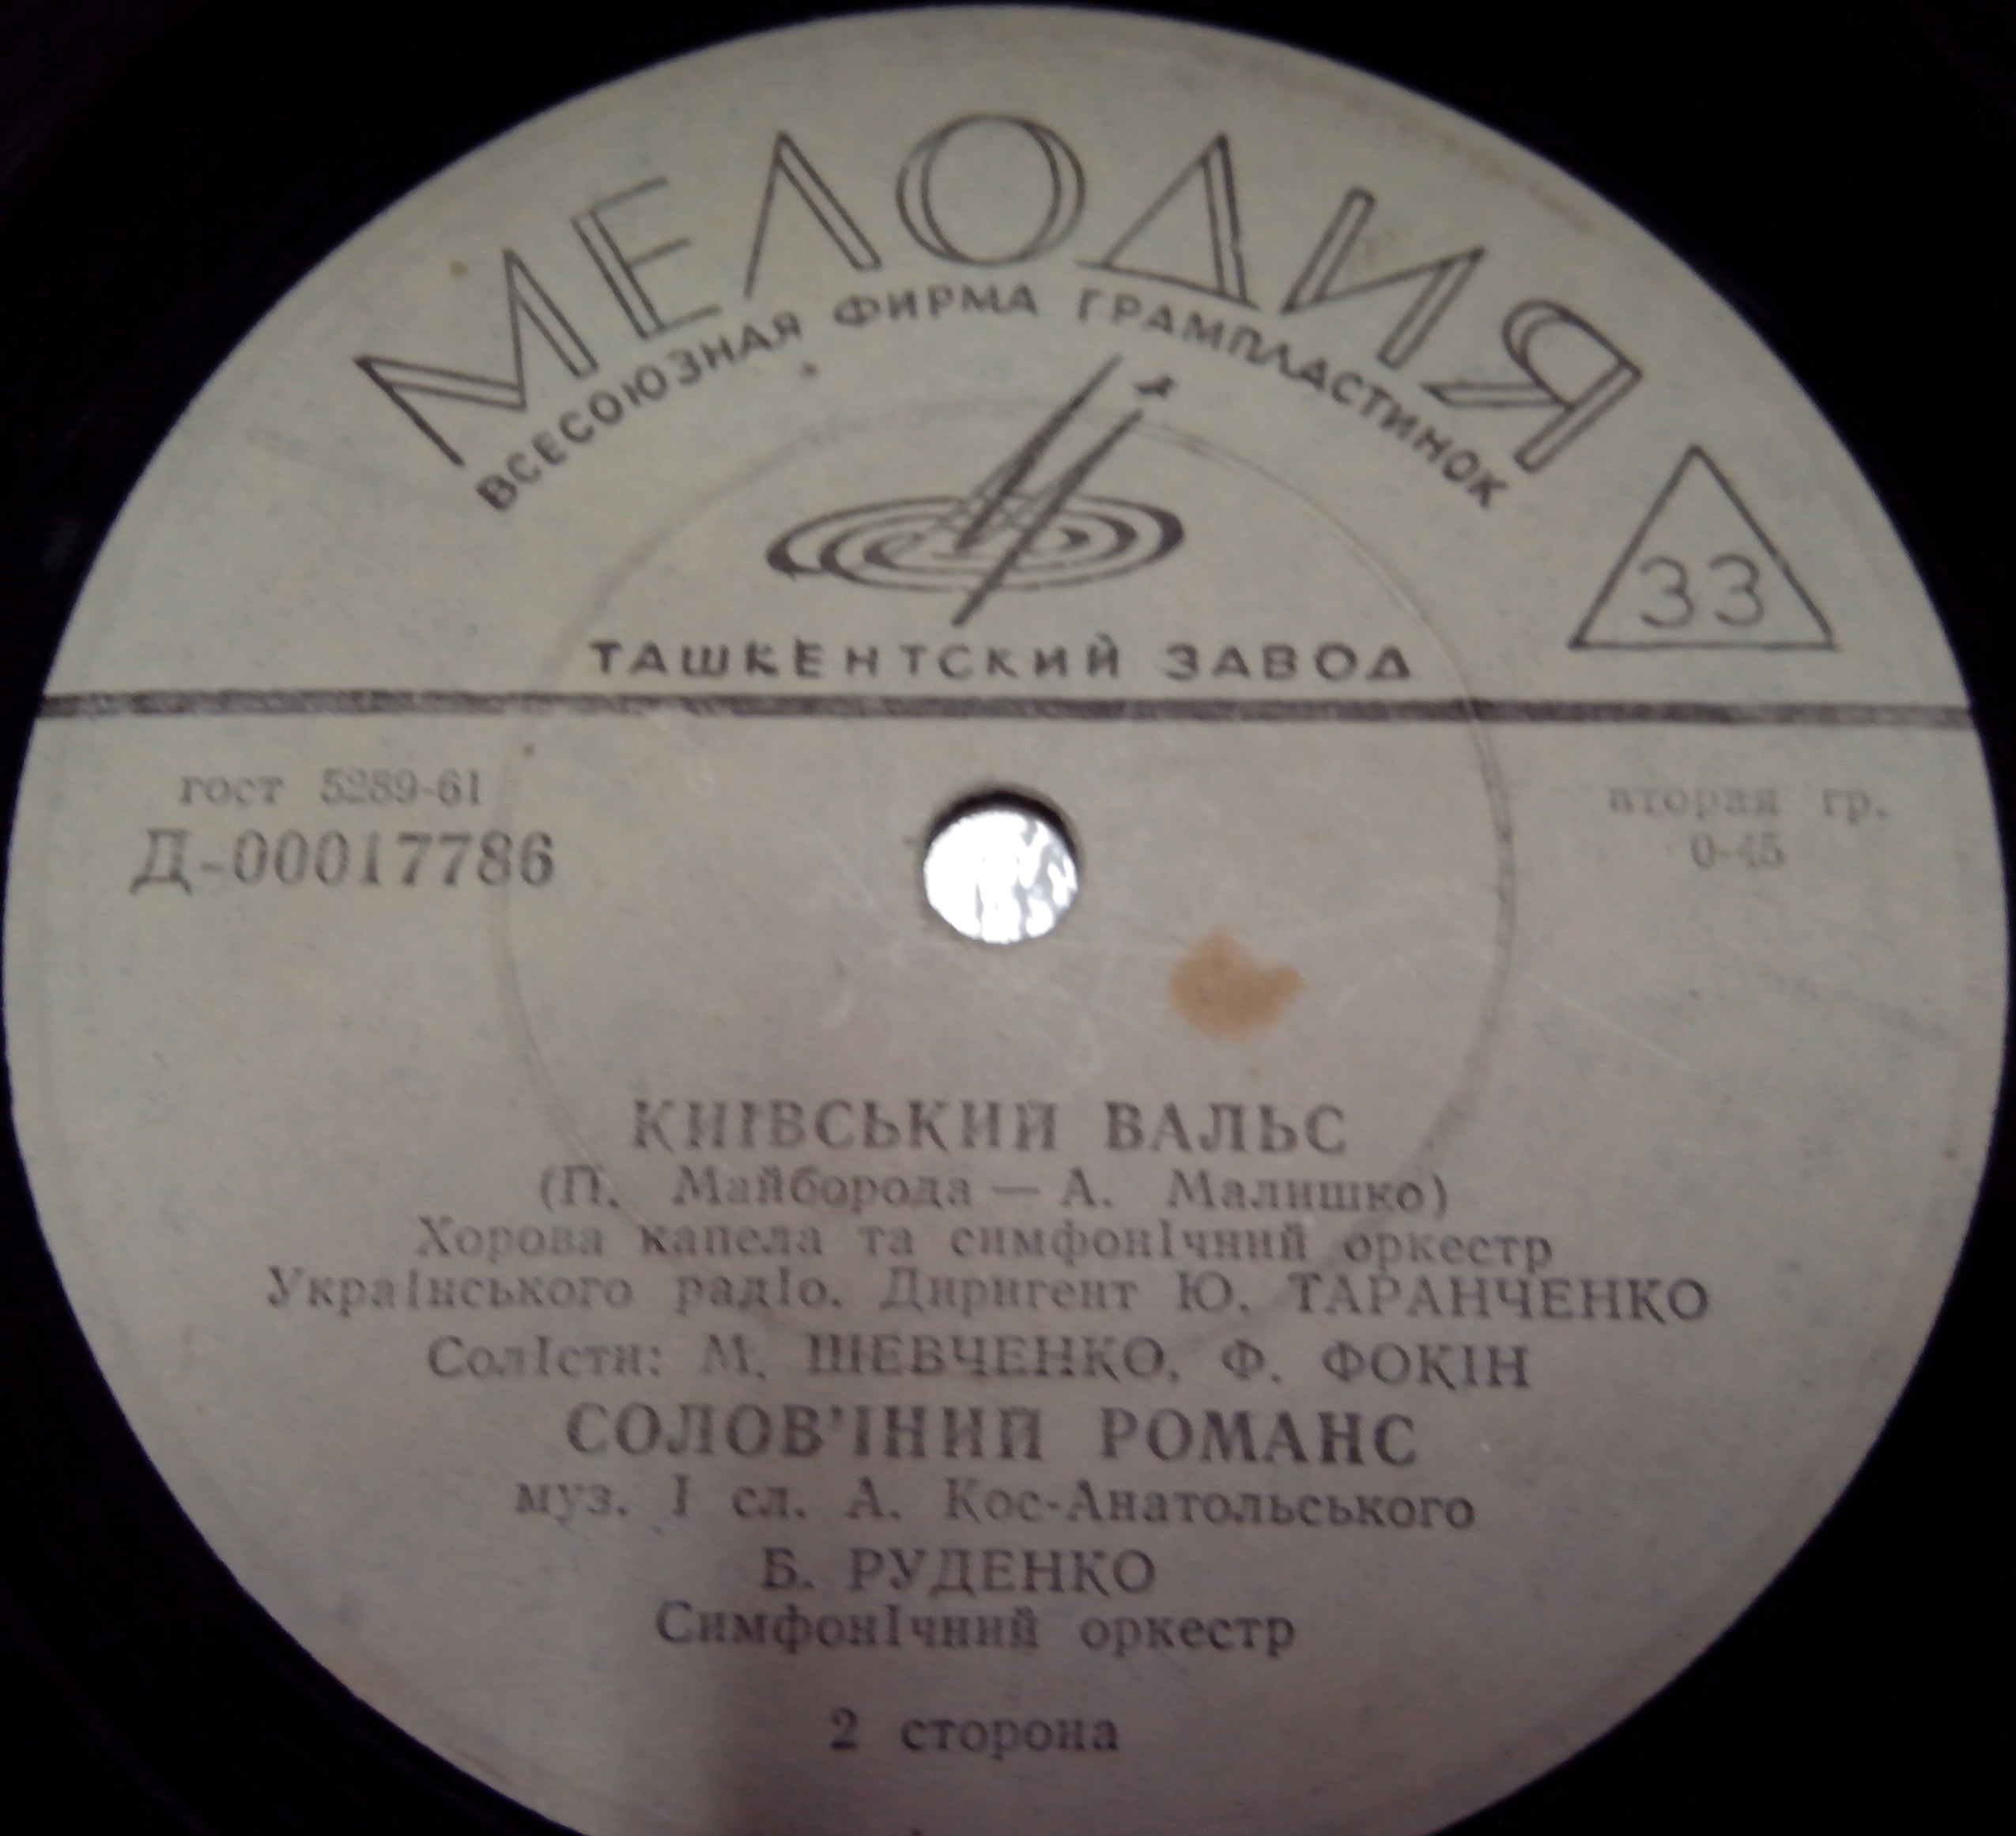 МЕЛОДИЯ
ВСЕСОЮЗНАЯ ФИРМА ГРАМПЛАСТИНОК
33
ТАШКЕНТСКИЙ ЗАВОД
гост 5289-61
Д-00017786
вторая гр.
0-45
КИІВСЬКИЙ ВАЛЬС
(П. Майборода — А. Малишко)
Хорова капела та симфонІчний оркестр
УкраІнського радІо. Диригент Ю. ТАРАНЧЕНКО
СолІсти: М. ШЕВЧЕНКО, Ф. ФОКІН
СОЛОВ'ІНИЙ РОМАНС
муз. І сл. А. Кос-Анатольського
Б. РУДЕНКО
СимфонІчний оркестр
2 сторона